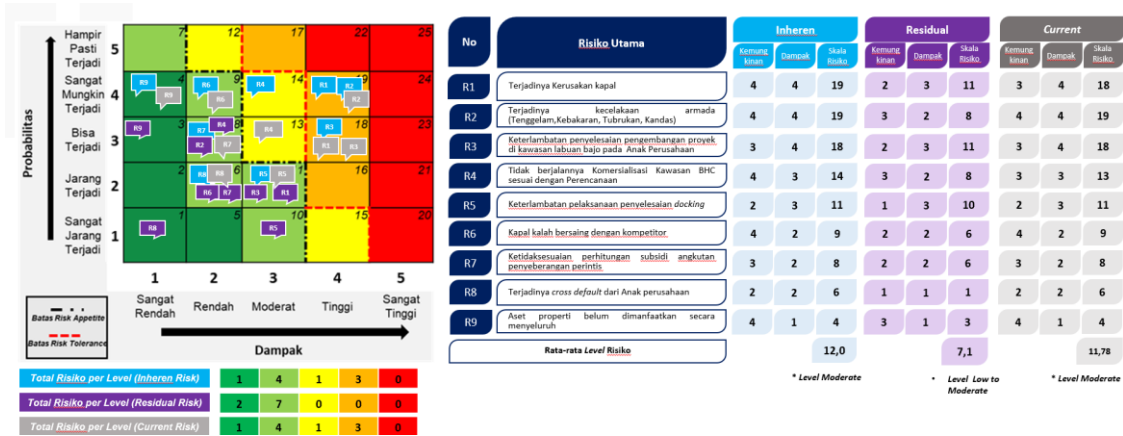 Probabilitas
Hampir
Pasti
Terjadi
5
7
12
17
22
25
Sangat
Mungkin
Terjadi
4
R9
4
R9
R6
9
R6
R4
14
R1
R2
19
R2
24
Bisa
Terjadi
3
R9
3
R4
8
R7
R2
R7
R4
13
R3
18
R1
R3
23
Jarang
Terjadi
2
2
R8
R8
6
R6
R7
R5
R5
R3
R1
16
21
Sangat
Jarang
Terjadi
1
1
R8
5
10
R5
15
20
1
2
3
4
5
Sangat
Rendah
Rendah
Moderat
Tinggi
Sangat
Tinggi
Dampak
Batas Risk Appetite
Batas Risk Tolerance
Total Risiko per Level (Inheren Risk) 1 4 1 3 0
Total Risiko per Level (Residual Risk) 2 7 0 0 0
Total Risiko per Level (Current Risk) 1 4 1 3 0
No
Risiko Utama
Inheren
Residual
Current
Kemung
kinan
Dampak
Skala
Risiko
Kemung
kinan
Dampak
Skala
Risiko
Kemung
kinan
Dampak
Skala
Risiko
R1 Terjadinya Kerusakan kapal 4 4 19 2 3 11 3 4 18
R2 Terjadinya kecelakaan armada
(Tenggelam,Kebakaran, Tubrukan, Kandas) 4 4 19 3 2 8 4 4 19
R3 Keterlambatan penyelesaian pengembangan proyek
di kawasan labuan bajo pada Anak Perusahaan 3 4 18 2 3 11 3 4 18
R4 Tidak berjalannya Komersialisasi Kawasan BHC
sesuai dengan Perencanaan 4 3 14 3 2 8 3 3 13
R5 Keterlambatan pelaksanaan penyelesaian docking 2 3 11 1 3 10 2 3 11
R6 Kapal kalah bersaing dengan kompetitor 4 2 9 2 2 6 4 2 9
R7 Ketidaksesuaian perhitungan subsidi angkutan
penyeberangan perintis 3 2 8 2 2 6 3 2 8
R8 Terjadinya cross default dari Anak perusahaan 2 2 6 1 1 1 2 2 6
R9 Aset properti belum dimanfaatkan secara
menyeluruh 4 1 4 3 1 3 4 1 4
Rata-rata Level Risiko 12,0 7,1 11,78
* Level Moderate
* Level Low to
Moderate
* Level Moderate